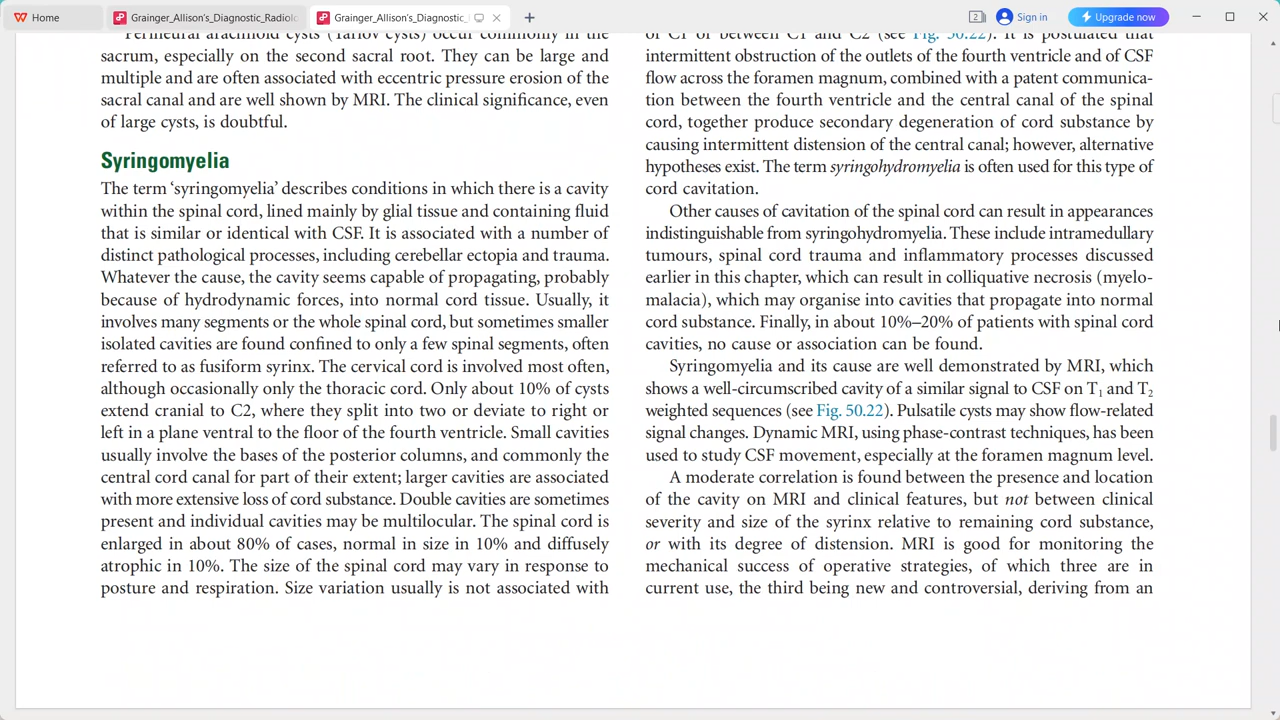 Home
Grainger_Allison's_Diagnostic_Radiolo
Grainger_Allison's_Diagnostic_
2
Sign in
Upgrade now
Perineural arachnoid cysts (Tarlov cysts) occur commonly in the
sacrum, especially on the second sacral root. They can be large and
multiple and are often associated with eccentric pressure erosion of the
sacral canal and are well shown by MRI. The clinical significance, even
of large cysts, is doubtful.
Syringomyelia
The term ‘syringomyelia’ describes conditions in which there is a cavity
within the spinal cord, lined mainly by glial tissue and containing fluid
that is similar or identical with CSF. It is associated with a number of
distinct pathological processes, including cerebellar ectopia and trauma.
Whatever the cause, the cavity seems capable of propagating, probably
because of hydrodynamic forces, into normal cord tissue. Usually, it
involves many segments or the whole spinal cord, but sometimes smaller
isolated cavities are found confined to only a few spinal segments, often
referred to as fusiform syrinx. The cervical cord is involved most often,
although occasionally only the thoracic cord. Only about 10% of cysts
extend cranial to C2, where they split into two or deviate to right or
left in a plane ventral to the floor of the fourth ventricle. Small cavities
usually involve the bases of the posterior columns, and commonly the
central cord canal for part of their extent; larger cavities are associated
with more extensive loss of cord substance. Double cavities are sometimes
present and individual cavities may be multilocular. The spinal cord is
enlarged in about 80% of cases, normal in size in 10% and diffusely
atrophic in 10%. The size of the spinal cord may vary in response to
posture and respiration. Size variation usually is not associated with
of C1 or between C1 and C2 (see Fig. 50.22). It is postulated that
intermittent obstruction of the outlets of the fourth ventricle and of CSF
flow across the foramen magnum, combined with a patent communica-
tion between the fourth ventricle and the central canal of the spinal
cord, together produce secondary degeneration of cord substance by
causing intermittent distension of the central canal; however, alternative
hypotheses exist. The term syringohydromyelia is often used for this type of
cord cavitation.
Other causes of cavitation of the spinal cord can result in appearances
indistinguishable from syringohydromyelia. These include intramedullary
tumours, spinal cord trauma and inflammatory processes discussed
earlier in this chapter, which can result in colliquative necrosis (myelo-
malacia), which may organise into cavities that propagate into normal
cord substance. Finally, in about 10%–20% of patients with spinal cord
cavities, no cause or association can be found.
Syringomyelia and its cause are well demonstrated by MRI, which
shows a well-circumscribed cavity of a similar signal to CSF on T₁ and T₂
weighted sequences (see Fig. 50.22). Pulsatile cysts may show flow-related
signal changes. Dynamic MRI, using phase-contrast techniques, has been
used to study CSF movement, especially at the foramen magnum level.
A moderate correlation is found between the presence and location
of the cavity on MRI and clinical features, but not between clinical
severity and size of the syrinx relative to remaining cord substance,
or with its degree of distension. MRI is good for monitoring the
mechanical success of operative strategies, of which three are in
current use, the third being new and controversial, deriving from an